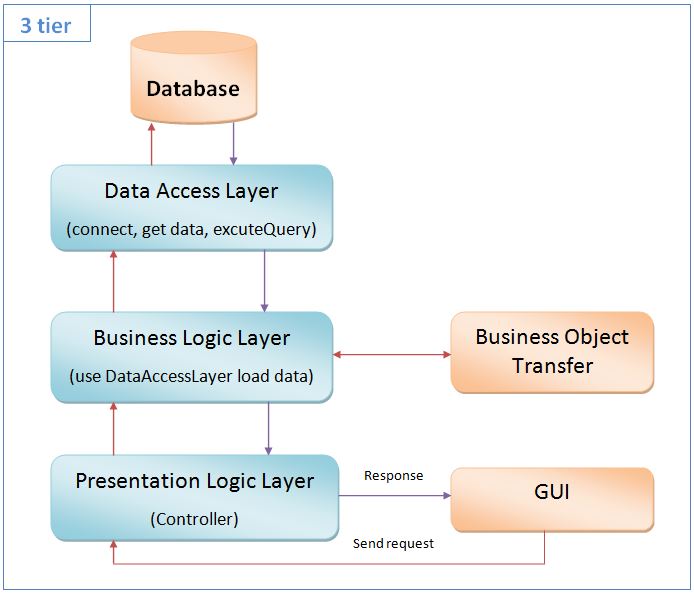 3 tier
Database
Data Access Layer
(connect, get data, excuteQuery)
Business Logic Layer
(use DataAccessLayer load data)
Business Object
Transfer
Presentation Logic Layer
(Controller)
Response
GUI
Send request